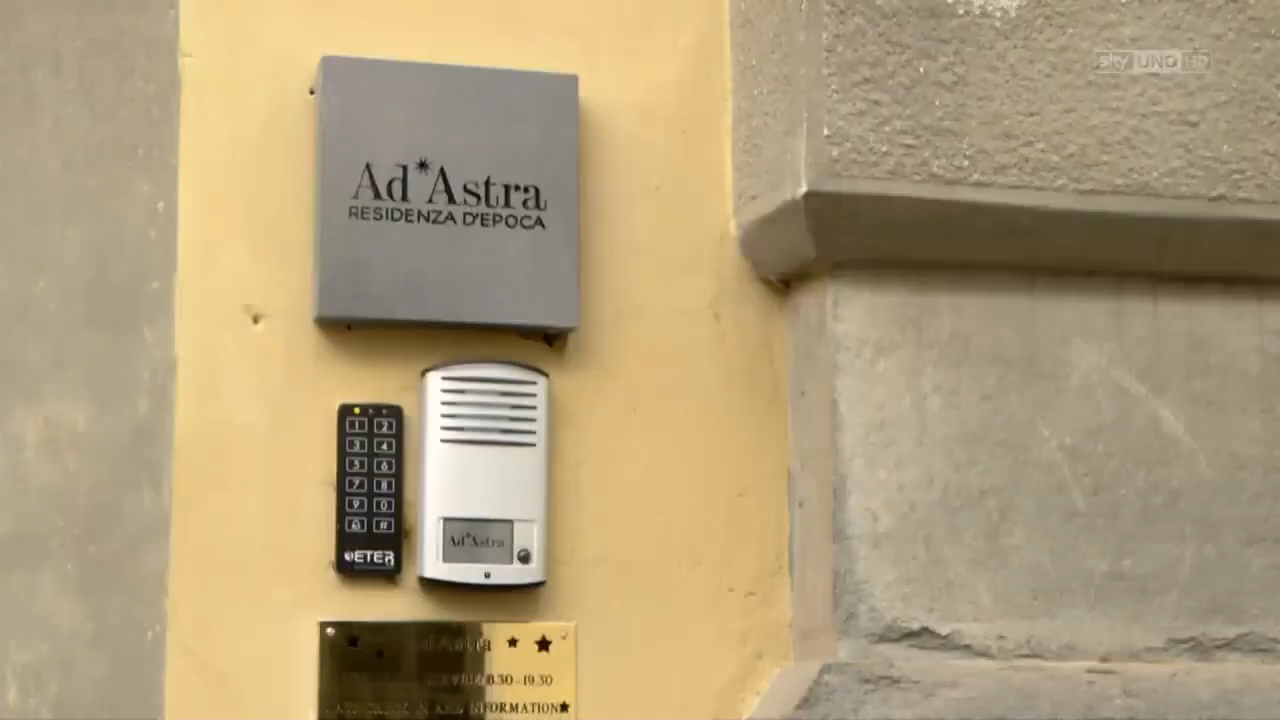 sky UNO HD
Ad*Astra
RESIDENZA D'EPOCA
1 2
3 4
5 6
7 8
9 0
#
ETER
Ad*Astra
8.30 - 19.30
INFORMATION